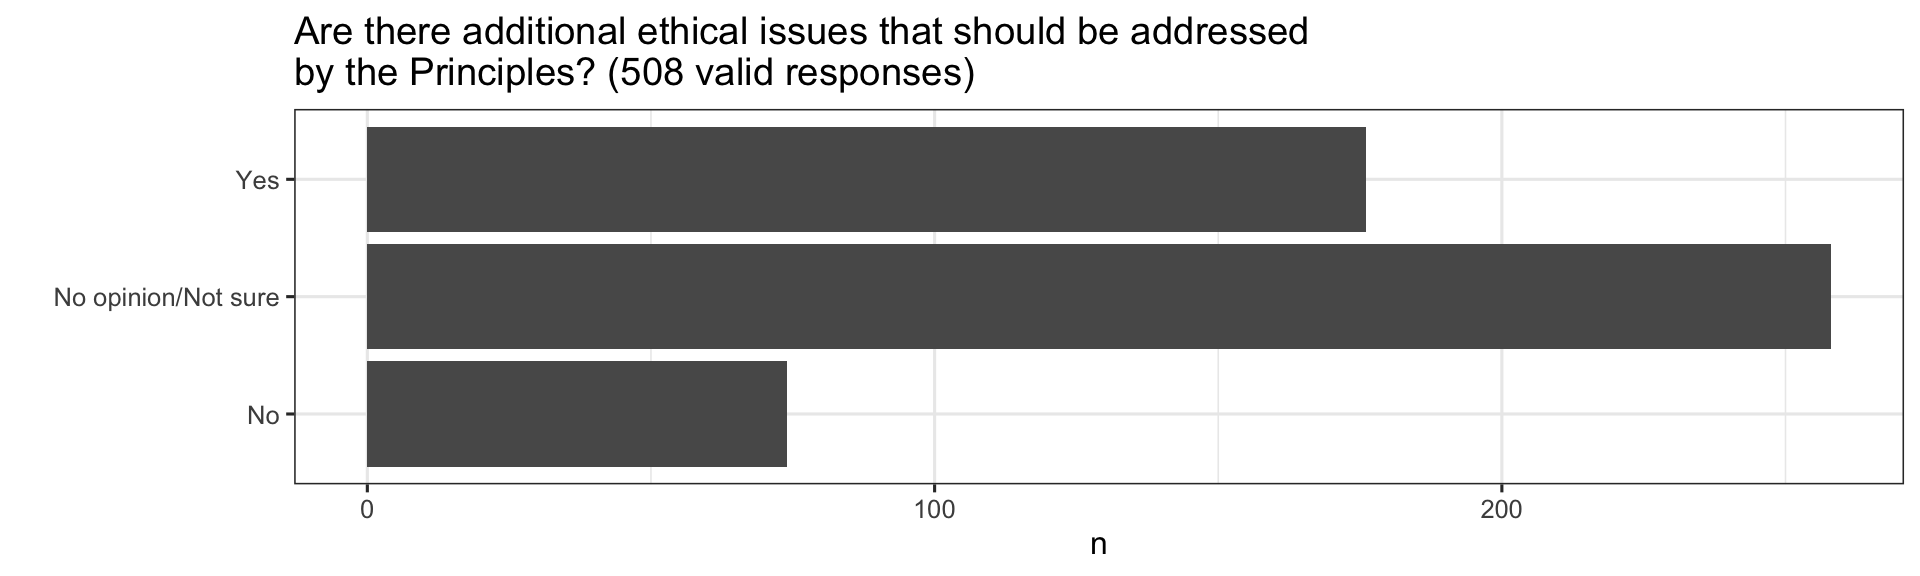 Are there additional ethical issues that should be addressed
by the Principles? (508 valid responses)
Yes
No opinion/Not sure
No
0 100 200
n